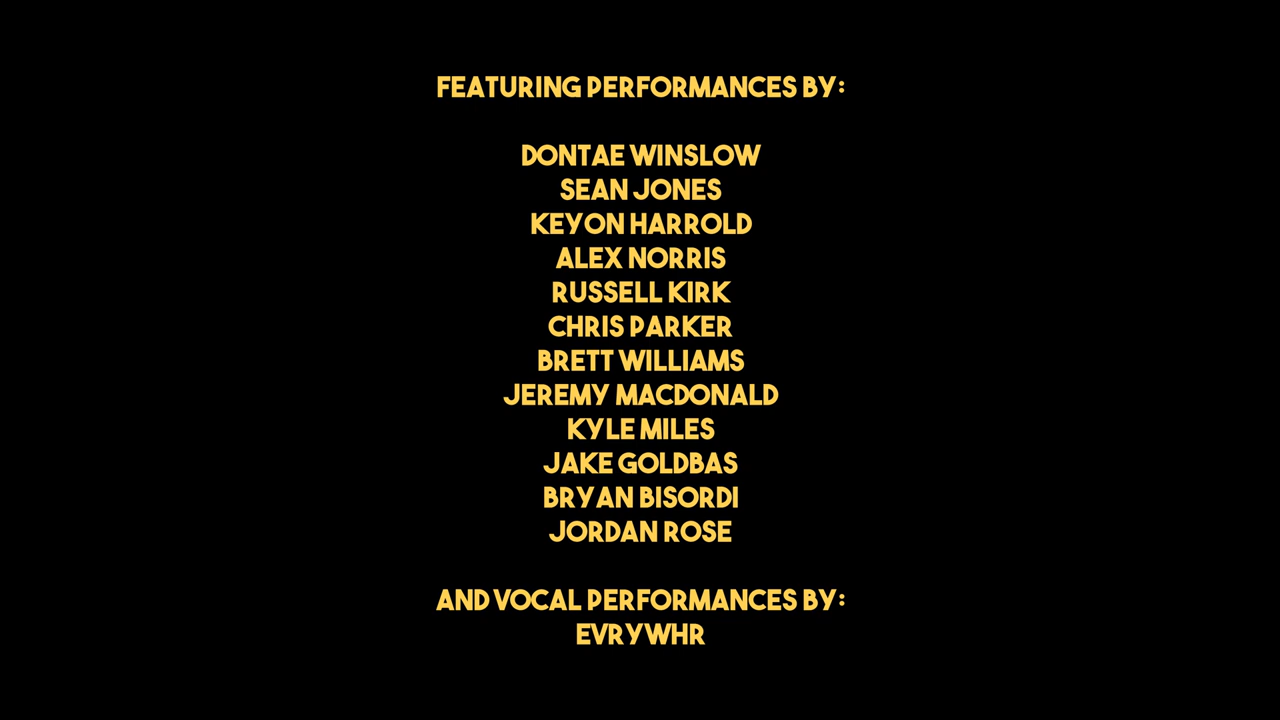 FEATURING PERFORMANCES BY:
DONTAE WINSLOW
SEAN JONES
KEYON HARROLD
ALEX NORRIS
RUSSELL KIRK
CHRIS PARKER
BRETT WILLIAMS
JEREMY MACDONALD
KYLE MILES
JAKE GOLDBAS
BRYAN BISORDI
JORDAN ROSE
AND VOCAL PERFORMANCES BY:
EVRYWHR